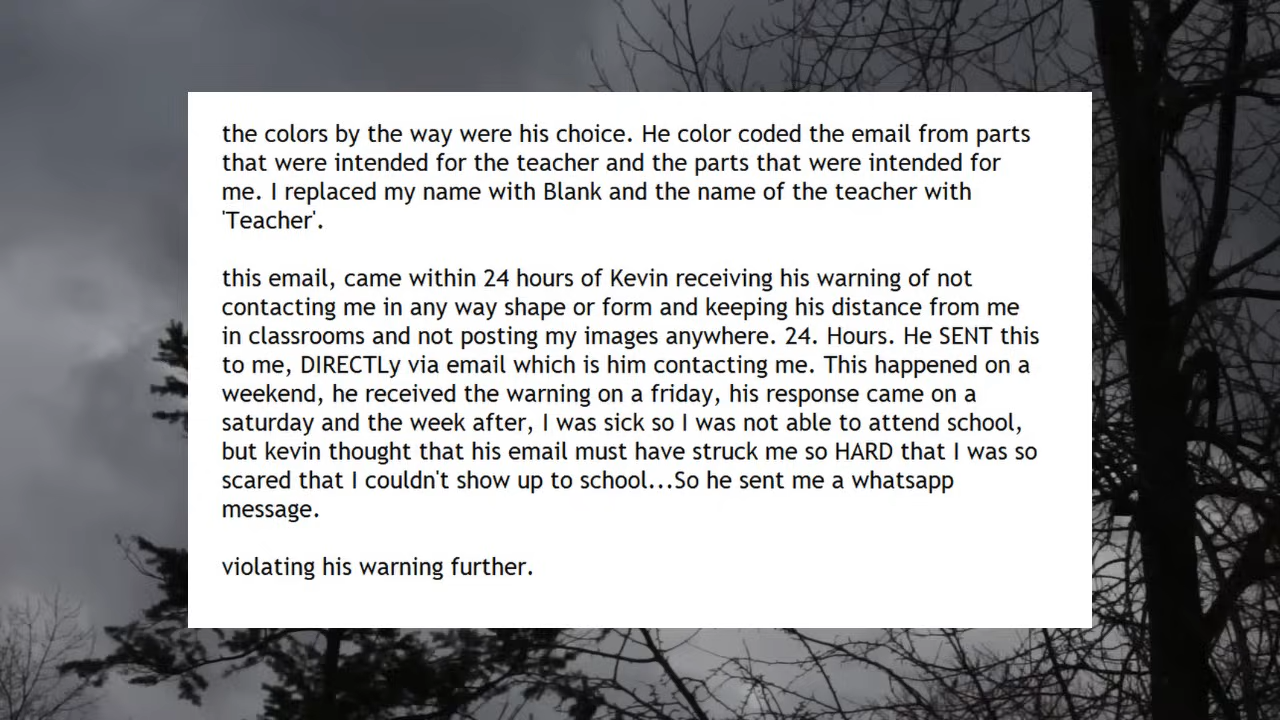 the colors by the way were his choice. He color coded the email from parts
that were intended for the teacher and the parts that were intended for
me. I replaced my name with Blank and the name of the teacher with
'Teacher'.
this email, came within 24 hours of Kevin receiving his warning of not
contacting me in any way shape or form and keeping his distance from me
in classrooms and not posting my images anywhere. 24. Hours. He SENT this
to me, DIRECTLy via email which is him contacting me. This happened on a
weekend, he received the warning on a friday, his response came on a
saturday and the week after, I was sick so I was not able to attend school,
but kevin thought that his email must have struck me so HARD that I was so
scared that I couldn't show up to school...So he sent me a whatsapp
message.
violating his warning further.